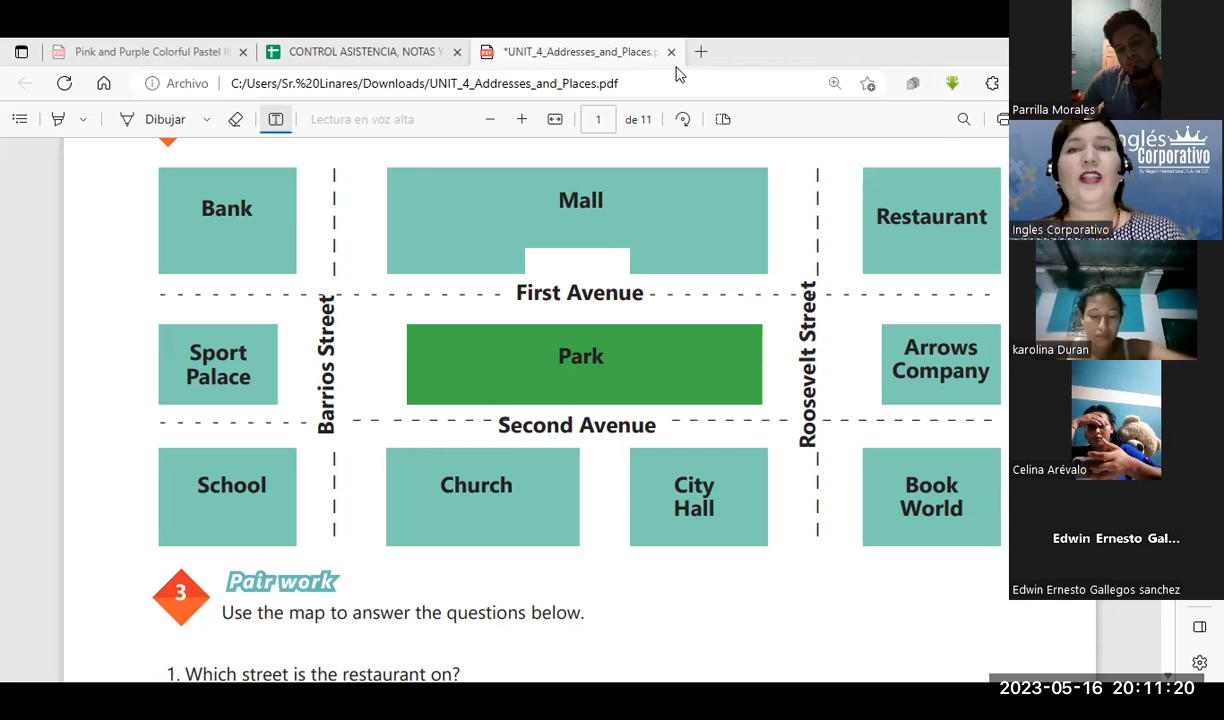 Pink and Purple Colorful Pastel Ill
CONTROL ASISTENCIA, NOTAS Y
*UNIT_4_Addresses_and_Places.p
Archivo
C:/Users/Sr.%20Linares/Downloads/UNIT_4_Addresses_and_Places.pdf
Dibujar
Lectura en voz alta
1
de 11
Bank
Mall
Restaurant
First Avenue
Barrios Street
Roosevelt Street
Sport
Palace
Park
Arrows
Company
Second Avenue
School
Church
City
Hall
Book
World
3
Pair work
Use the map to answer the questions below.
1. Which street is the restaurant on?
Parrilla Morales
Inglés
Corporativo
Ingles Corporativo
karolina Duran
Celina Arévalo
Edwin Ernesto Gal...
Edwin Ernesto Gallegos sanchez
2023-05-16 20:11:20